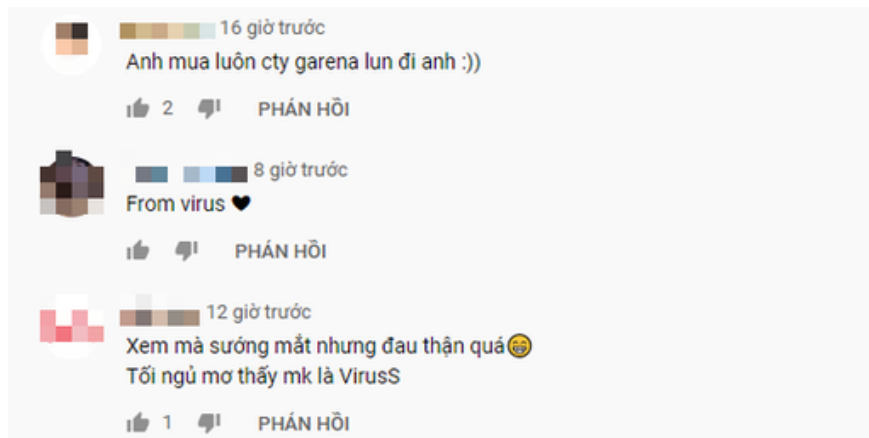 16 giờ trước
Anh mua luôn cty garena lun đi anh :))
2 PHẢN HỒI
8 giờ trước
From virus ♥
PHẢN HỒI
12 giờ trước
Xem mà sướng mắt nhưng đau thận quá😁
Tối ngủ mơ thấy mk là VirusS
1 PHẢN HỒI